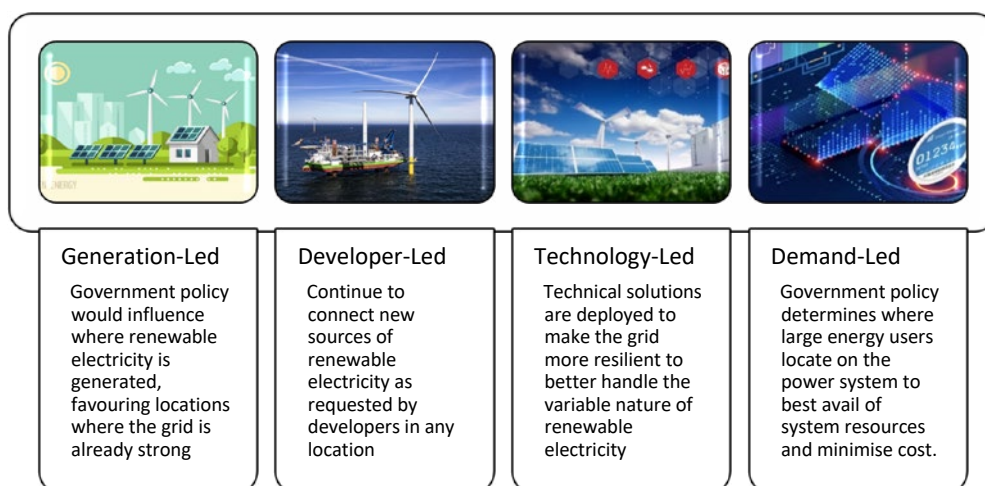 N ENERGY
01234
Generation-Led
Government policy
would influence
where renewable
electricity is
generated,
favouring locations
where the grid is
already strong
Developer-Led
Continue to
connect new
sources of
renewable
electricity as
requested by
developers in any
location
Technology-Led
Technical solutions
are deployed to
make the grid
more resilient to
better handle the
variable nature of
renewable
electricity
Demand-Led
Government policy
determines where
large energy users
locate on the
power system to
best avail of
system resources
and minimise cost.